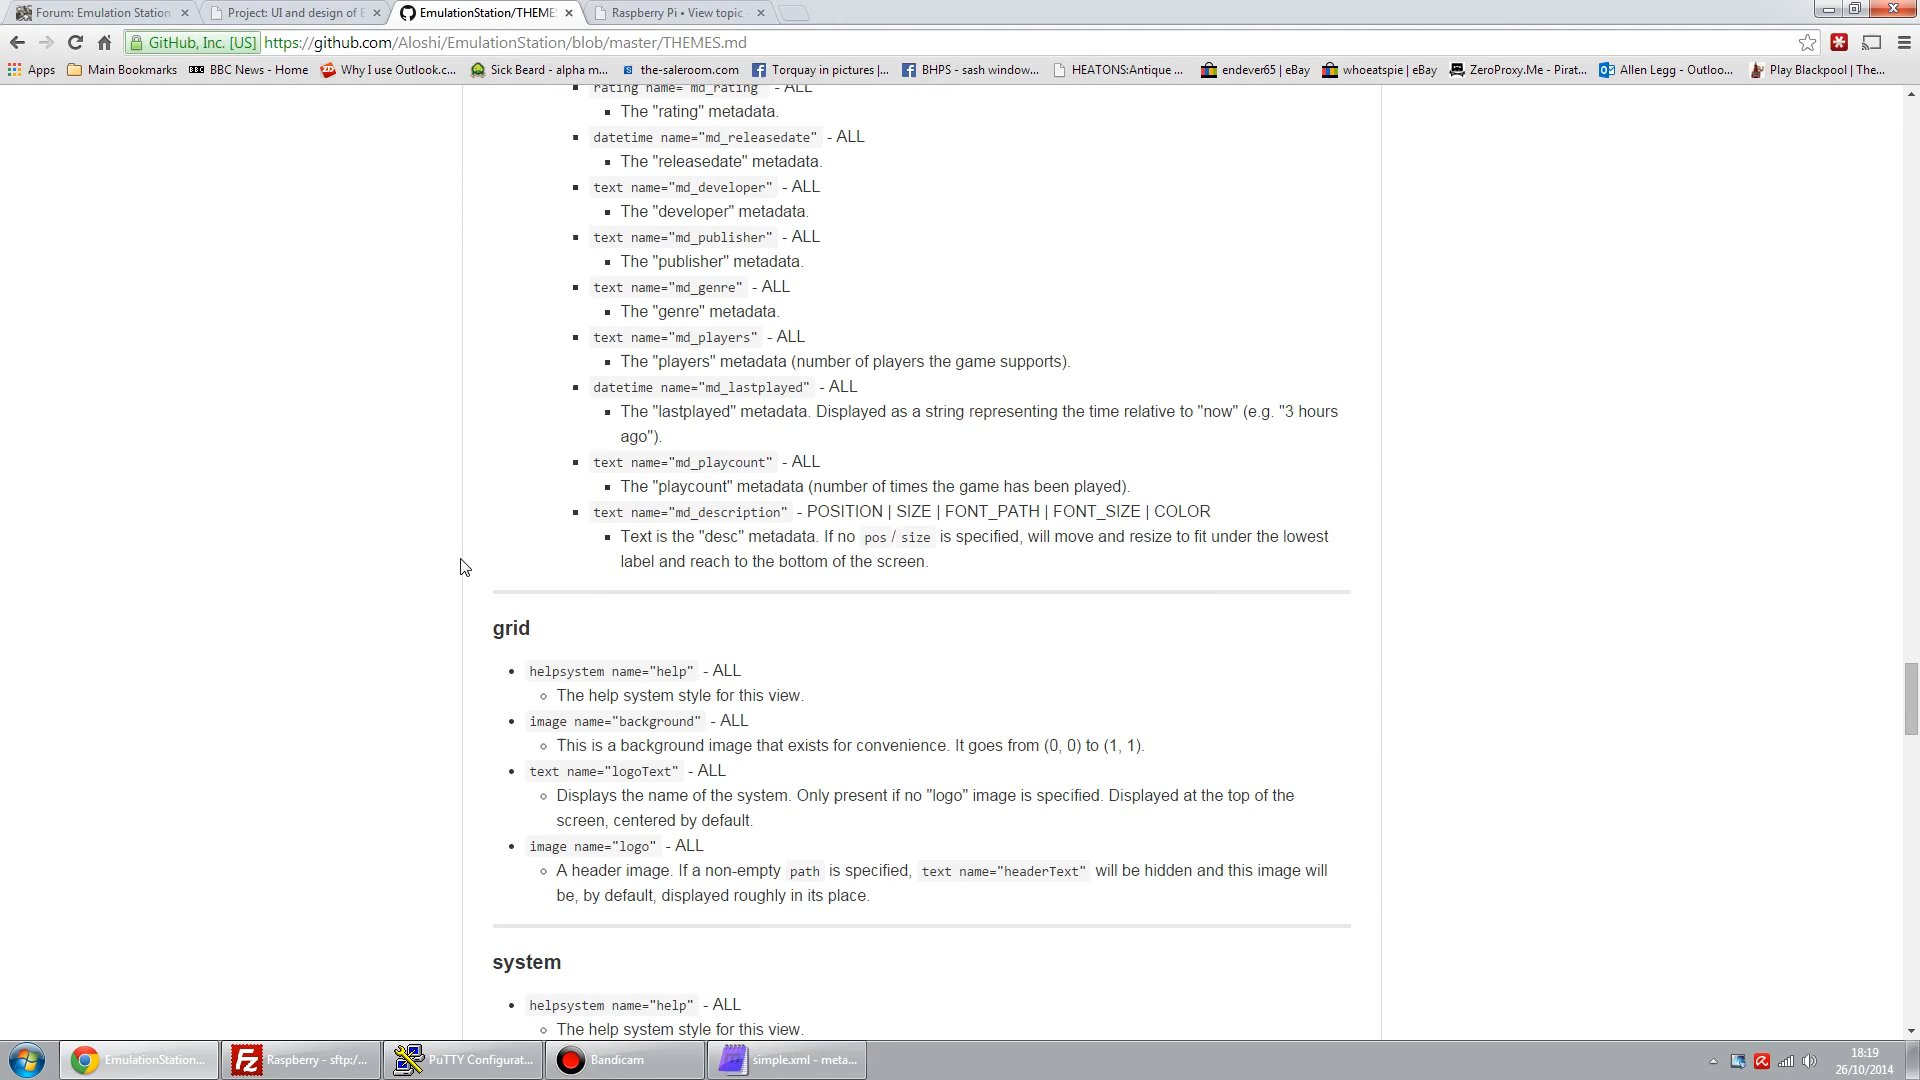 Forum: Emulation Station
Project: UI and design of E
EmulationStation/THEMES
Raspberry Pi • View topic
GitHub, Inc. [US] https://github.com/Aloshi/EmulationStation/blob/master/THEMES.md
Apps Main Bookmarks BBC News - Home Why I use Outlook.c... Sick Beard - alpha m... the-saleroom.com Torquay in pictures |... BHPS - sash window... HEATONS:Antique ... endever65 | eBay whoeatspie | eBay ZeroProxy.Me - Pirat... Allen Legg - Outloo... Play Blackpool | The...
rating name="md_rating" - ALL
The "rating" metadata.
datetime name="md_releasedate" - ALL
The "releasedate" metadata.
text name="md_developer" - ALL
The "developer" metadata.
text name="md_publisher" - ALL
The "publisher" metadata.
text name="md_genre" - ALL
The "genre" metadata.
text name="md_players" - ALL
The "players" metadata (number of players the game supports).
datetime name="md_lastplayed" - ALL
The "lastplayed" metadata. Displayed as a string representing the time relative to "now" (e.g. "3 hours
ago").
text name="md_playcount" - ALL
The "playcount" metadata (number of times the game has been played).
text name="md_description" - POSITION | SIZE | FONT_PATH | FONT_SIZE | COLOR
Text is the "desc" metadata. If no pos / size is specified, will move and resize to fit under the lowest
label and reach to the bottom of the screen.
grid
helpsystem name="help" - ALL
The help system style for this view.
image name="background" - ALL
This is a background image that exists for convenience. It goes from (0, 0) to (1, 1).
text name="logoText" - ALL
Displays the name of the system. Only present if no "logo" image is specified. Displayed at the top of the
screen, centered by default.
image name="logo" - ALL
A header image. If a non-empty path is specified, text name="headerText" will be hidden and this image will
be, by default, displayed roughly in its place.
system
helpsystem name="help" - ALL
The help system style for this view.
EmulationStation... Raspberry - sftp:/... PuTTY Configurat... Bandicam simple.xml - meta...
18:19
26/10/2014